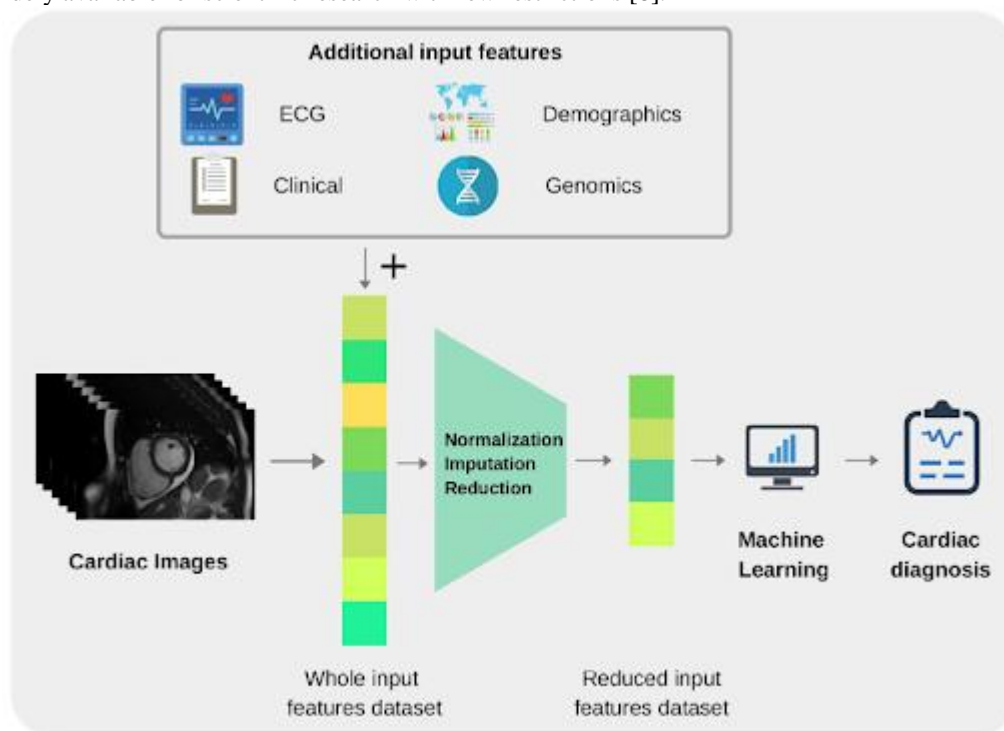 Additional input features
ECG
Demographics
Clinical
Genomics
+
Normalization
Imputation
Reduction
Cardiac Images
Machine
Learning
Cardiac
diagnosis
Whole input
features dataset
Reduced input
features dataset